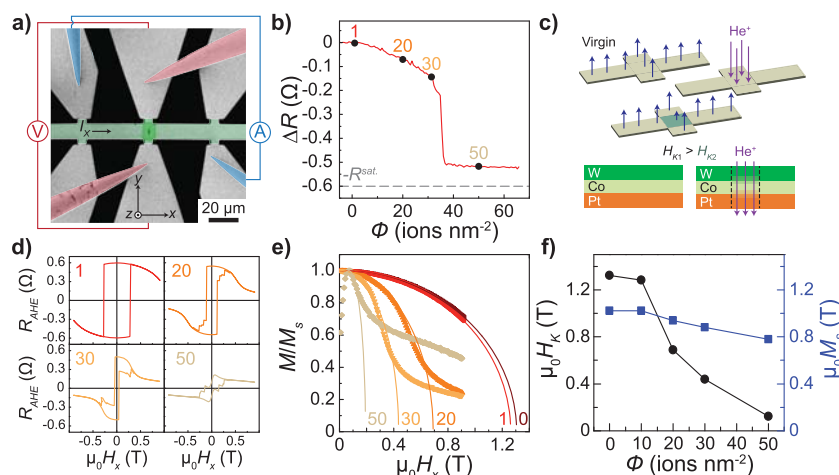 a)
V
A
I_x
y
z
x
20 μm
b)
ΔR (Ω)
0
-0.1
-0.2
-0.3
-0.4
-0.5
-0.6
1
20
30
50
-R^sat.
0
20
40
60
Φ (ions nm⁻²)
c)
Virgin
He⁺
H_K1 > H_K2
He⁺
W
Co
Pt
W
Co
Pt
d)
R_AHE (Ω)
0.6
0.3
0
-0.3
-0.6
1
20
R_AHE (Ω)
0.6
0.3
0
-0.3
-0.6
30
50
-0.9
0
0.9
-0.9
0
0.9
μ₀H_x (T)
μ₀H_x (T)
e)
M/M_s
1.0
0.8
0.6
0.4
0.2
0
50
30
20
1
0
0
0.4
0.8
1.2
μ₀H_x (T)
f)
μ₀H_K (T)
1.2
0.8
0.4
0
0
10
20
30
40
50
Φ (ions nm⁻²)
1.2
0.8
0.4
0
μ₀M_s (T)